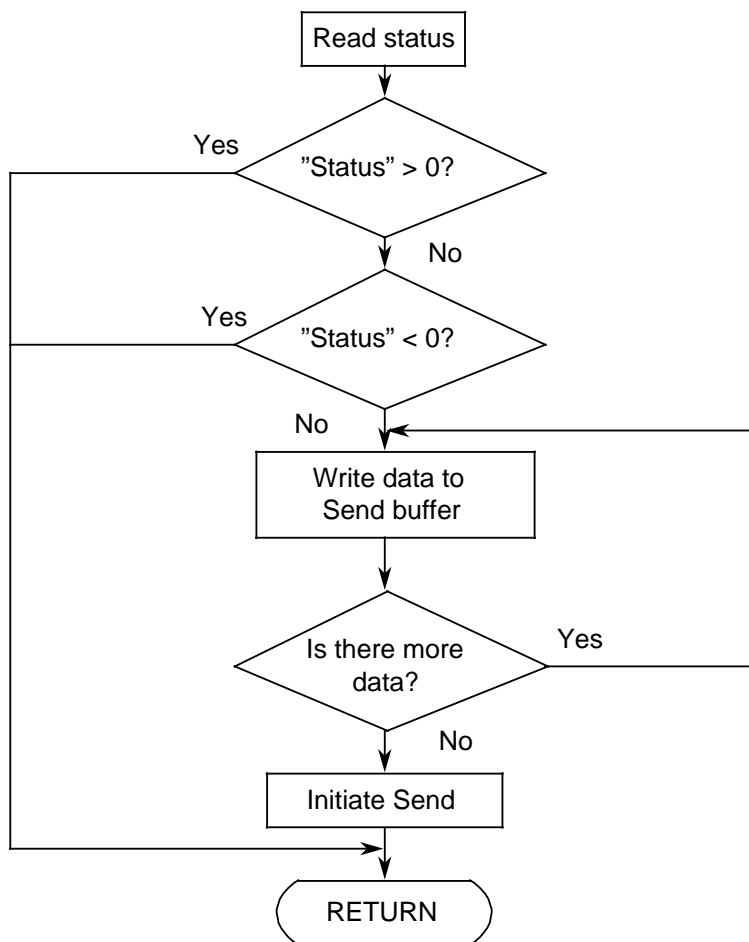 Read status
Yes
”Status” > 0?
No
Yes
”Status” < 0?
No
Write data to
Send buffer
Is there more
data?
Yes
No
Initiate Send
RETURN